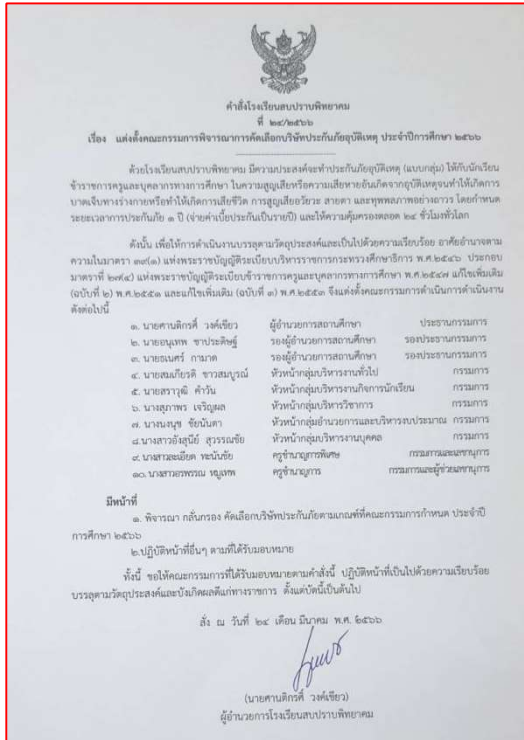 คำสั่งโรงเรียนสบปราบพิทยาคม
ที่ ๒๔/๒๕๖๖
เรื่อง แต่งตั้งคณะกรรมการพิจารณาการคัดเลือกบริษัทประกันภัยอุบัติเหตุ ประจำปีการศึกษา ๒๕๖๖
ด้วยโรงเรียนสบปราบพิทยาคม มีความประสงค์จะทำประกันภัยอุบัติเหตุ (แบบกลุ่ม) ให้กับนักเรียน
ข้าราชการครูและบุคลากรทางการศึกษา ในความสูญเสียหรือความเสียหายอันเกิดจากอุบัติเหตุจนทำให้เกิดการ
บาดเจ็บทางร่างกายหรือทำให้เกิดการเสียชีวิต การสูญเสียอวัยวะ สายตา และทุพพลภาพอย่างถาวร โดยกำหนด
ระยะเวลาการประกันภัย ๑ ปี (จ่ายค่าเบี้ยประกันเป็นรายปี) และให้ความคุ้มครองตลอด ๒๔ ชั่วโมงทั่วโลก
ดังนั้น เพื่อให้การดำเนินงานบรรลุตามวัตถุประสงค์และเป็นไปด้วยความเรียบร้อย อาศัยอำนาจตาม
ความในมาตรา ๓๙(๑) แห่งพระราชบัญญัติระเบียบบริหารราชการกระทรวงศึกษาธิการ พ.ศ.๒๕๔๖ ประกอบ
มาตราที่ ๒๗(๔) แห่งพระราชบัญญัติระเบียบข้าราชการครูและบุคลากรทางการศึกษา พ.ศ.๒๕๔๗ แก้ไขเพิ่มเติม
(ฉบับที่ ๒) พ.ศ.๒๕๕๑ และแก้ไขเพิ่มเติม (ฉบับที่ ๓) พ.ศ.๒๕๕๓ จึงแต่งตั้งคณะกรรมการดำเนินการดำเนินงาน
ดังต่อไปนี้
๑. นายศานติกรศิ์ วงค์เขียว ผู้อำนวยการสถานศึกษา ประธานกรรมการ
๒. นายอนุเทพ ชาประดิษฐ์ รองผู้อำนวยการสถานศึกษา รองประธานกรรมการ
๓. นายธเนศร์ กามาด รองผู้อำนวยการสถานศึกษา รองประธานกรรมการ
๔. นายสมเกียรติ ชาวสมบูรณ์ หัวหน้ากลุ่มบริหารงานทั่วไป กรรมการ
๕. นายสราวุฒิ คำวัน หัวหน้ากลุ่มบริหารงานกิจการนักเรียน กรรมการ
๖. นางสุภาพร เจริญผล หัวหน้ากลุ่มบริหารวิชาการ กรรมการ
๗. นางนงนุช ชัยนันตา หัวหน้ากลุ่มอำนวยการและบริหารงบประมาณ กรรมการ
๘.นางสาวอังสุนีย์ สุวรรณชัย หัวหน้ากลุ่มบริหารงานบุคคล กรรมการ
๙. นางสาวละเอียด ทะนันชัย ครูชำนาญการพิเศษ กรรมการและเลขานุการ
๑๐. นางสาวอรพรรณ หมูเทพ ครูชำนาญการ กรรมการและผู้ช่วยเลขานุการ
มีหน้าที่
๑. พิจารณา กลั่นกรอง คัดเลือกบริษัทประกันภัยตามเกณฑ์ที่คณะกรรมการกำหนด ประจำปี
การศึกษา ๒๕๖๖
๒.ปฏิบัติหน้าที่อื่นๆ ตามที่ได้รับมอบหมาย
ทั้งนี้ ขอให้คณะกรรมการที่ได้รับมอบหมายตามคำสั่งนี้ ปฏิบัติหน้าที่เป็นไปด้วยความเรียบร้อย
บรรลุตามวัตถุประสงค์และบังเกิดผลดีแก่ทางราชการ ตั้งแต่บัดนี้เป็นต้นไป
สั่ง ณ วันที่ ๒๔ เดือน มีนาคม พ.ศ. ๒๕๖๖
(นายศานติกรศิ์ วงค์เขียว)
ผู้อำนวยการโรงเรียนสบปราบพิทยาคม